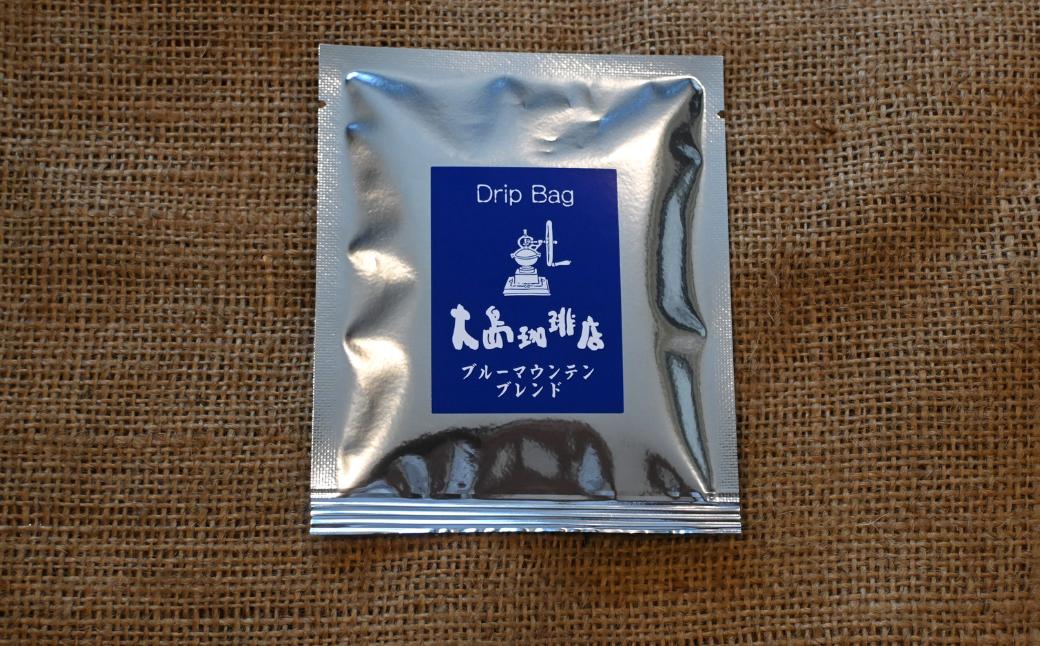 Drip Bag
大島珈琲店
ブルーマウンテン
ブレンド